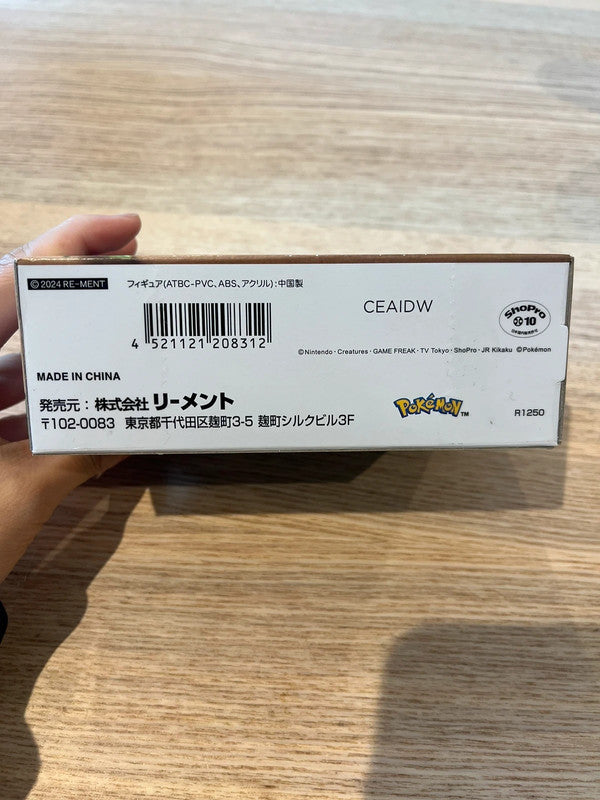 © 2024 RE-MENT
フィギュア(ATBC-PVC、ABS、アクリル):中国製
CEAIDW
ShoPro
10
4 521121 208312
©Nintendo・Creatures・GAME FREAK・TV Tokyo・ShoPro・JR Kikaku ©Pokémon
MADE IN CHINA
発売元:株式会社 リーメント
〒102-0083 東京都千代田区麹町3-5 麹町シルクビル3F
POKéMON TM
R1250